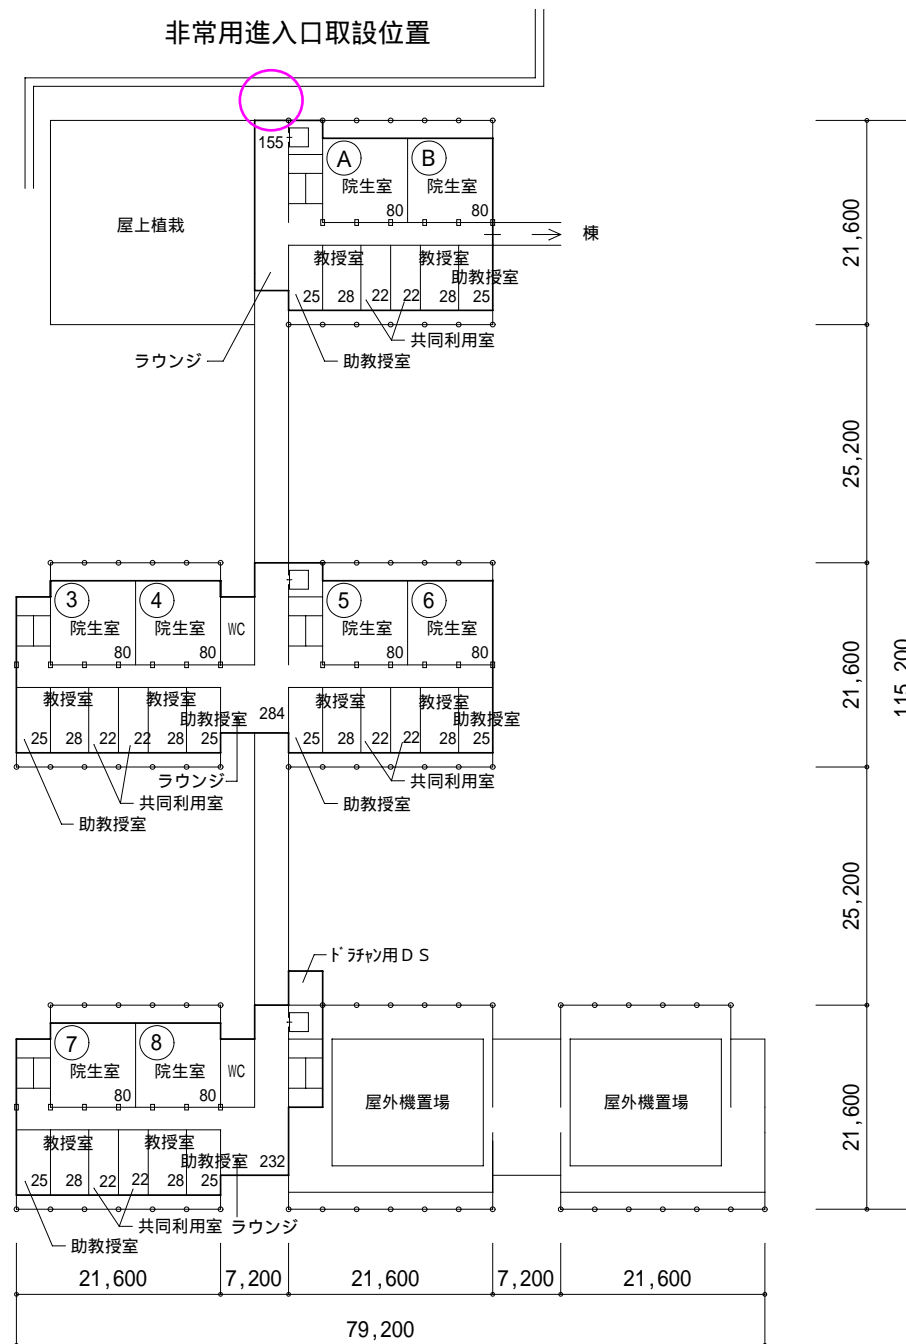 非常用進入口取設位置
155
A
B
院生室
院生室
80
80
屋上植栽
棟
教授室
教授室
助教授室
25
28
22
22
28
25
共同利用室
ラウンジ
助教授室
21,600
25,200
3
4
5
6
院生室
院生室
WC
院生室
院生室
80
80
80
80
教授室
教授室
助教授室
284
教授室
教授室
助教授室
25
28
22
22
28
25
25
28
22
22
28
25
ラウンジ
共同利用室
助教授室
共同利用室
助教授室
21,600
115,200
25,200
ドラチャン用DS
7
8
院生室
院生室
WC
80
80
屋外機置場
屋外機置場
教授室
教授室
助教授室
232
25
28
22
22
28
25
共同利用室
ラウンジ
助教授室
21,600
21,600
7,200
21,600
7,200
21,600
79,200